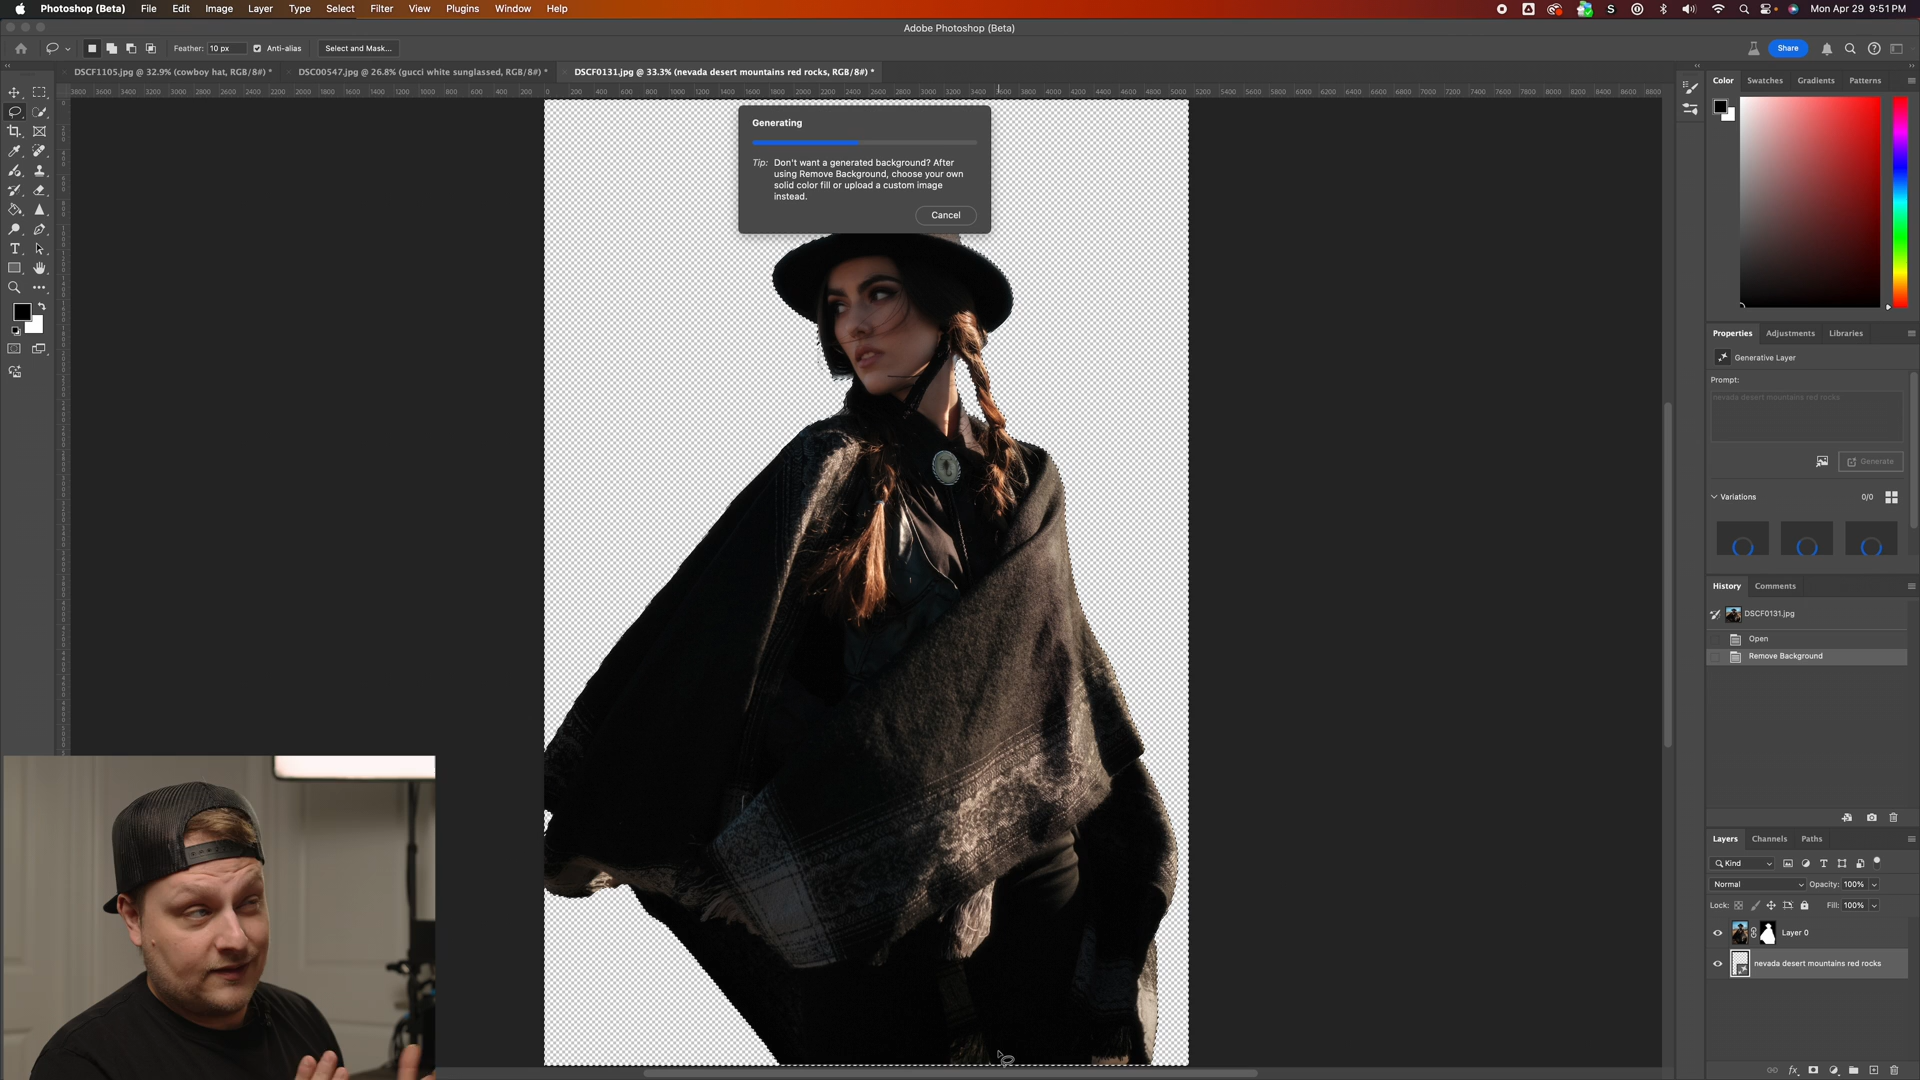 Photoshop (Beta) File Edit Image Layer Type Select Filter View Plugins Window Help
Mon Apr 29 9:51 PM
Adobe Photoshop (Beta)
Feather: 10 px Anti-alias Select and Mask...
Share
DSCF1105.jpg @ 32.9% (cowboy hat, RGB/8#) *
DSC00547.jpg @ 26.8% (gucci white sunglassed, RGB/8#) *
DSCF0131.jpg @ 33.3% (nevada desert mountains red rocks, RGB/8#) *
Generating
Tip: Don't want a generated background? After
using Remove Background, choose your own
solid color fill or upload a custom image
instead.
Cancel
Color Swatches Gradients Patterns
Properties Adjustments Libraries
Generative Layer
Prompt:
nevada desert mountains red rocks
Generate
Variations 0/0
History Comments
DSCF0131.jpg
Open
Remove Background
Layers Channels Paths
Kind
Normal Opacity: 100%
Lock: Fill: 100%
Layer 0
nevada desert mountains red rocks